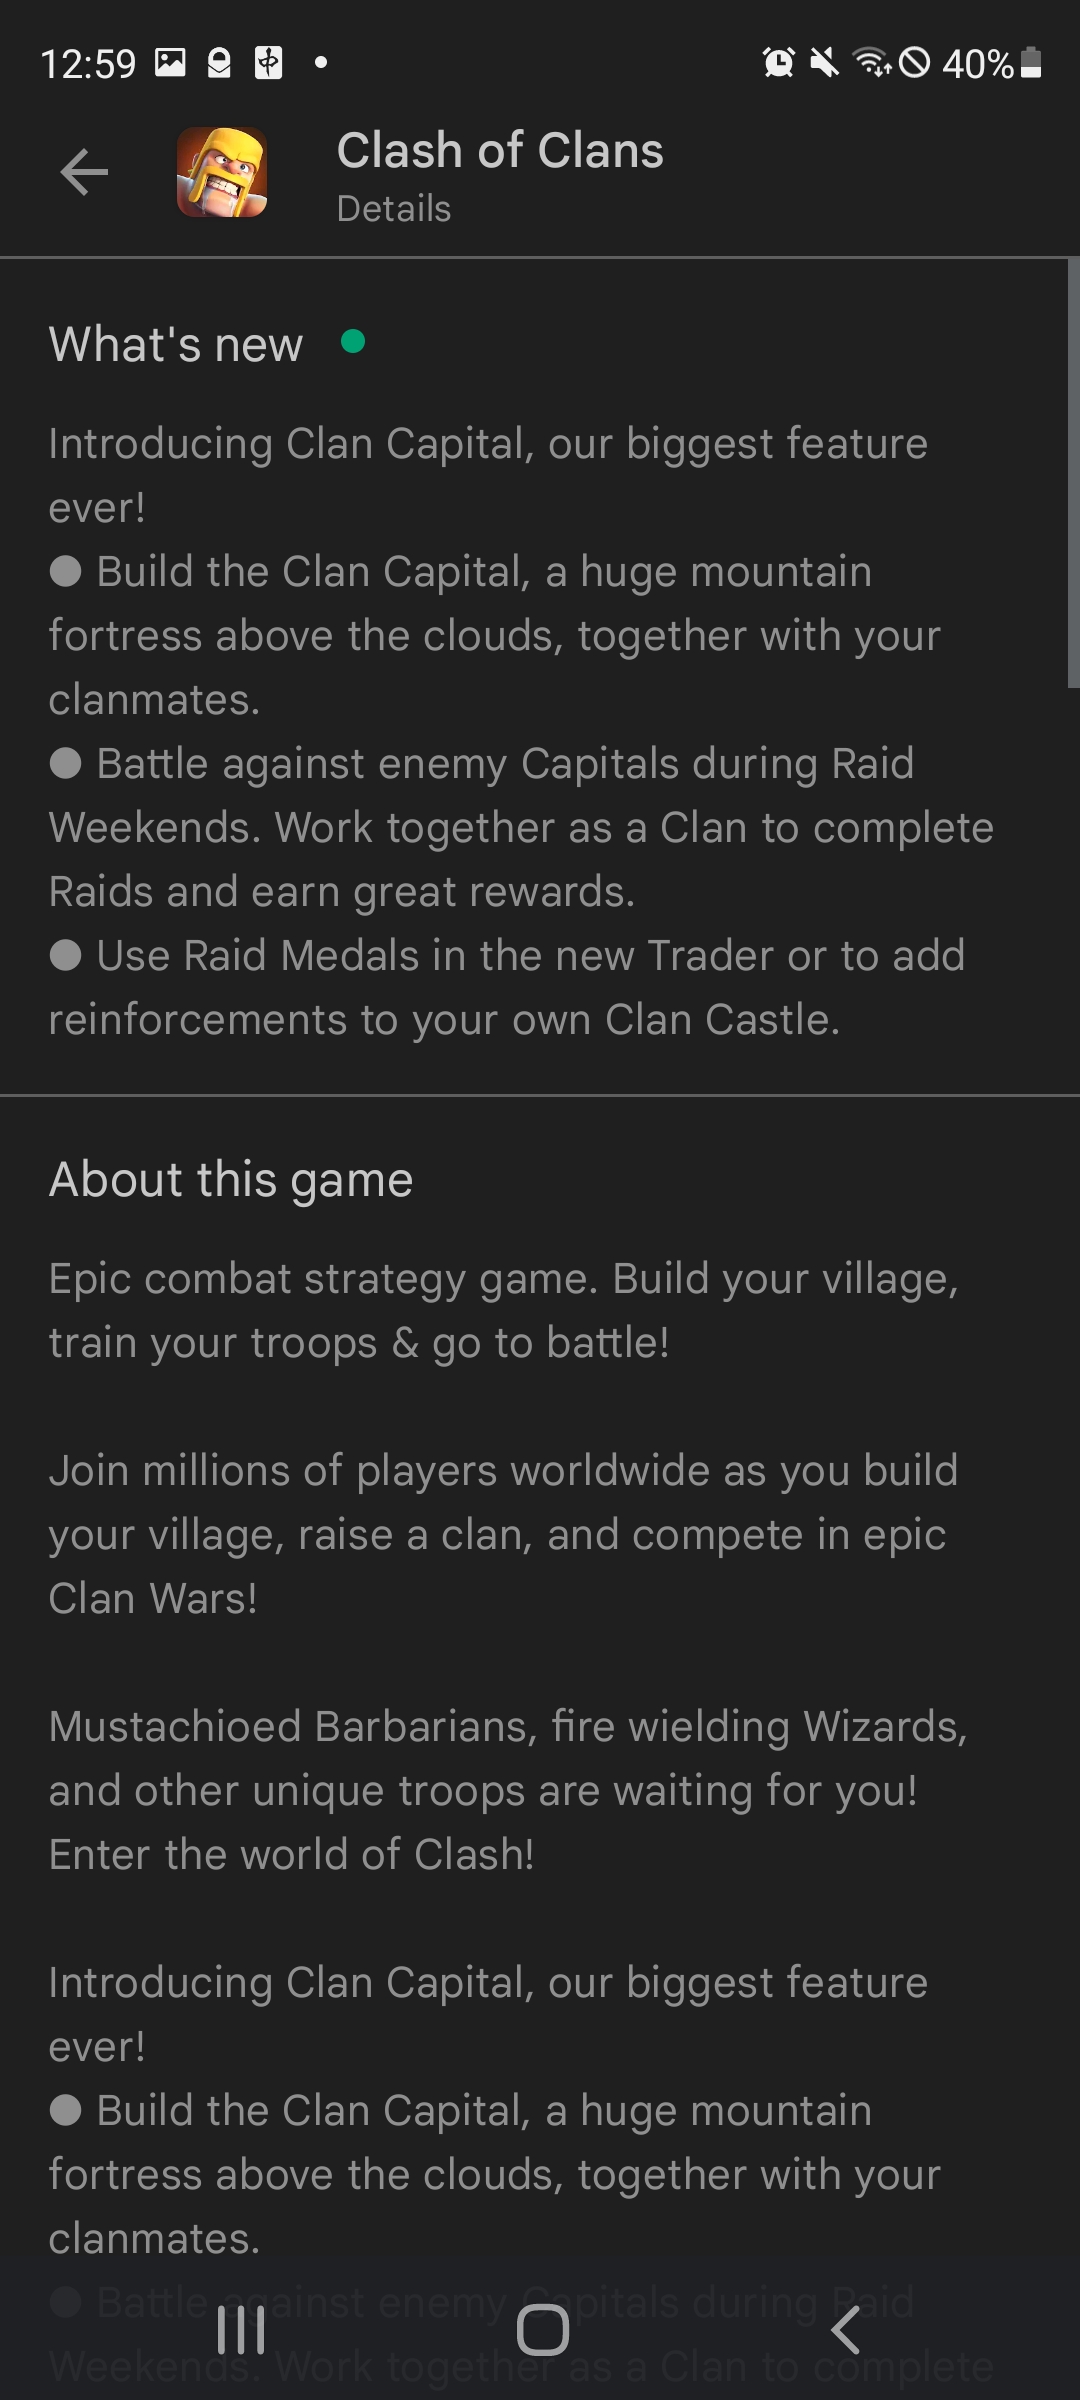 12:59 中 40%
Clash of Clans
Details
What's new
Introducing Clan Capital, our biggest feature
ever!
● Build the Clan Capital, a huge mountain
fortress above the clouds, together with your
clanmates.
● Battle against enemy Capitals during Raid
Weekends. Work together as a Clan to complete
Raids and earn great rewards.
● Use Raid Medals in the new Trader or to add
reinforcements to your own Clan Castle.
About this game
Epic combat strategy game. Build your village,
train your troops & go to battle!
Join millions of players worldwide as you build
your village, raise a clan, and compete in epic
Clan Wars!
Mustachioed Barbarians, fire wielding Wizards,
and other unique troops are waiting for you!
Enter the world of Clash!
Introducing Clan Capital, our biggest feature
ever!
● Build the Clan Capital, a huge mountain
fortress above the clouds, together with your
clanmates.
● Battle against enemy Capitals during Raid
Weekends. Work together as a Clan to complete